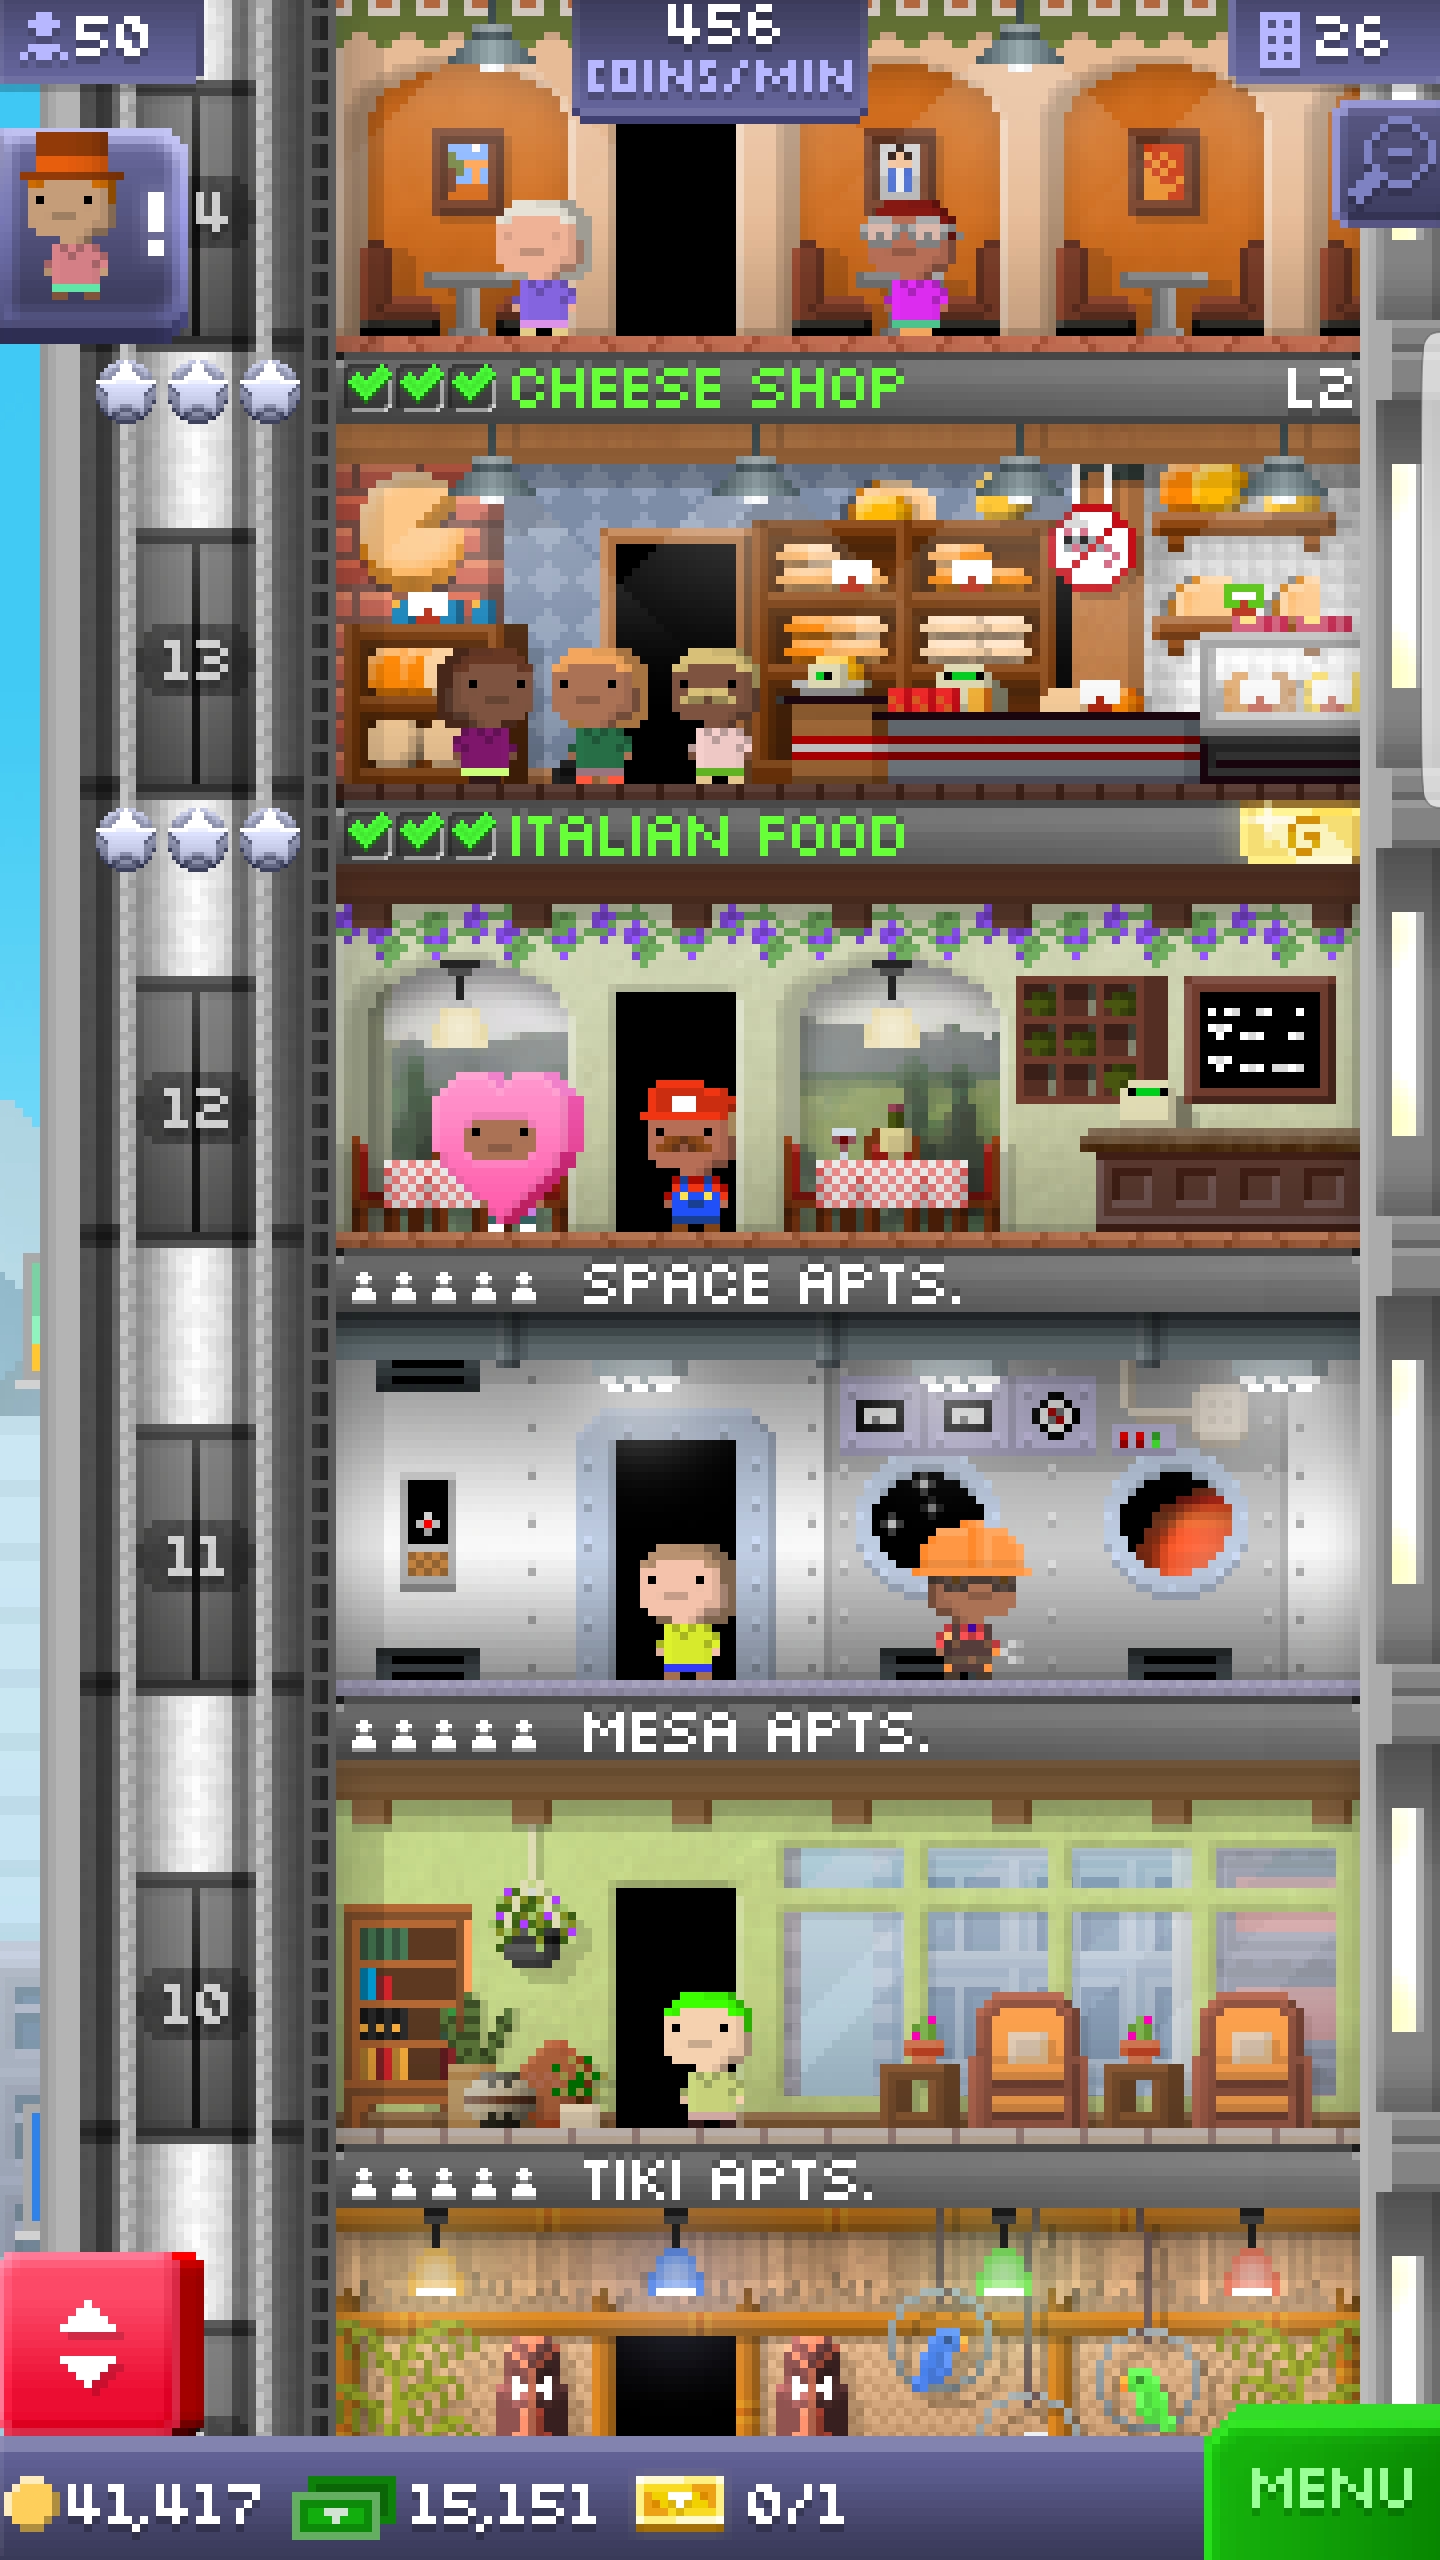 50
456
COINS/MIN
26
!
4
CHEESE SHOP L2
13
ITALIAN FOOD G
12
SPACE APTS.
11
MESA APTS.
10
TIKI APTS.
41,417 15,151 0/1
MENU